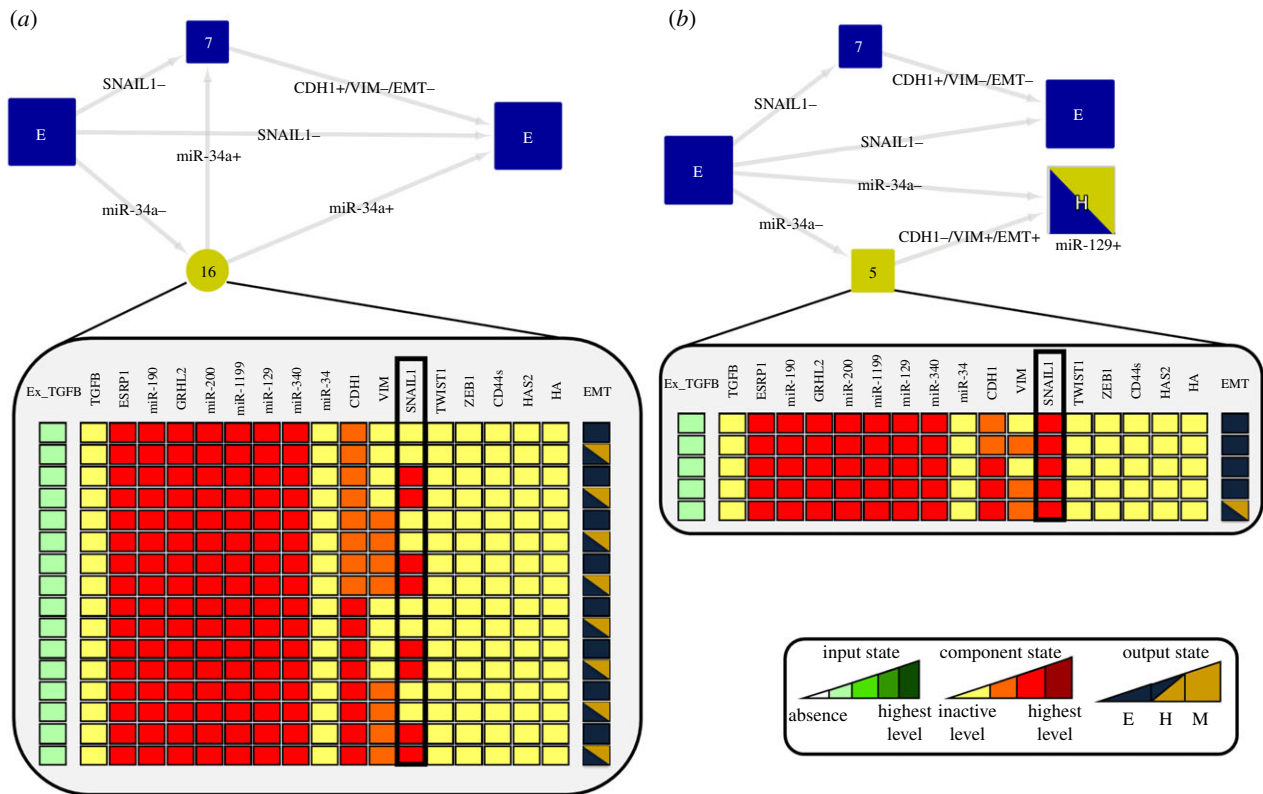 (a)
7
SNAIL1–
CDH1+/VIM–/EMT–
E
SNAIL1–
E
miR-34a+
miR-34a–
miR-34a+
16
Ex_TGFB
TGFB
ESRP1
miR-190
GRHL2
miR-200
miR-1199
miR-129
miR-340
miR-34
CDH1
VIM
SNAIL1
TWIST1
ZEB1
CD44s
HAS2
HA
EMT
(b)
7
SNAIL1–
CDH1+/VIM–/EMT–
E
SNAIL1–
E
miR-34a–
H
miR-34a–
CDH1–/VIM+/EMT+
miR-129+
5
Ex_TGFB
TGFB
ESRP1
miR-190
GRHL2
miR-200
miR-1199
miR-129
miR-340
miR-34
CDH1
VIM
SNAIL1
TWIST1
ZEB1
CD44s
HAS2
HA
EMT
input state
component state
output state
absence
highest
level
inactive
level
highest
level
E
H
M